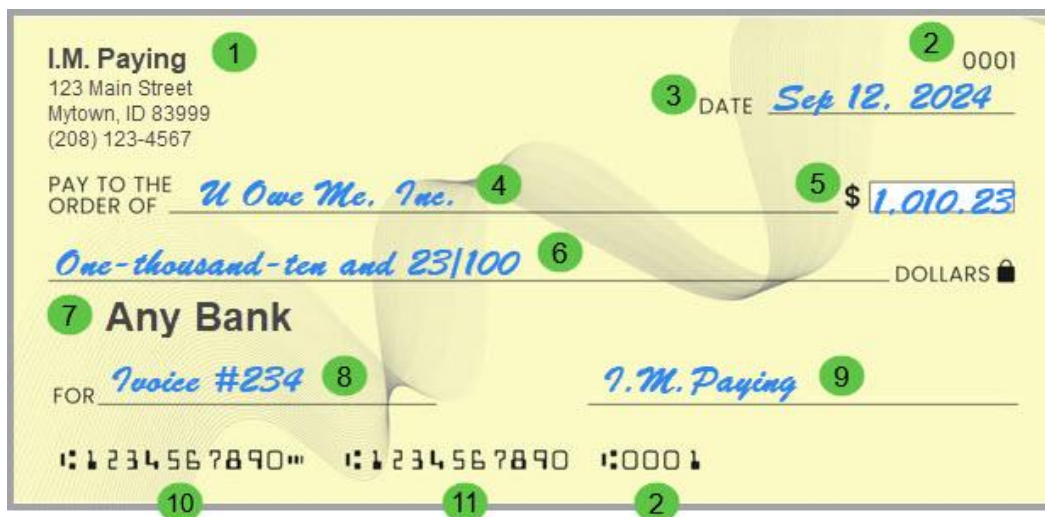 I.M. Paying 1
2
0001
123 Main Street
Mytown, ID 83999
(208) 123-4567
3 DATE Sep 12, 2024
PAY TO THE
ORDER OF U Owe Me, Inc. 4 5 $ 1,010.23
One-thousand-ten and 23/100 6 DOLLARS
7 Any Bank
FOR Ivoice #234 8 I.M. Paying 9
⑆1234567890⑈ ⑆1234567890 ⑆0001
10 11 2